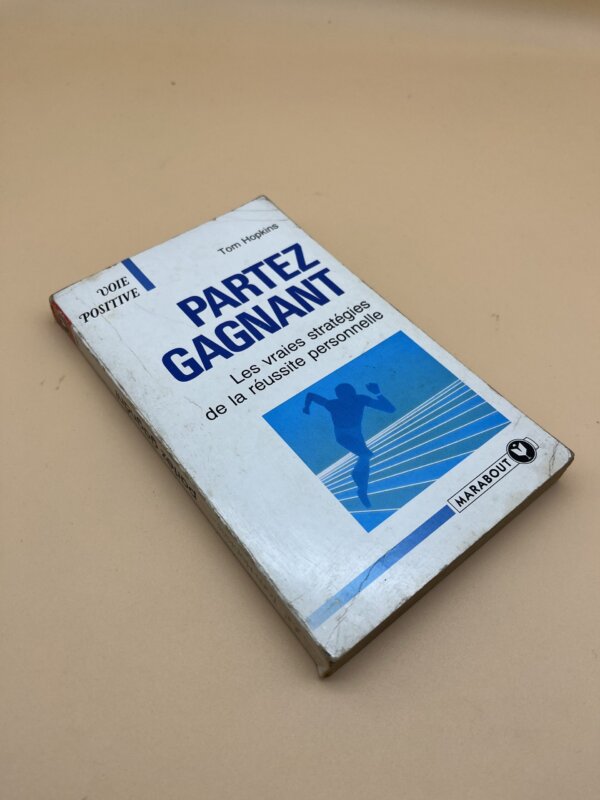 VOIE
POSITIVE
Tom Hopkins
PARTEZ
GAGNANT
Les vraies stratégies
de la réussite personnelle
MARABOUT